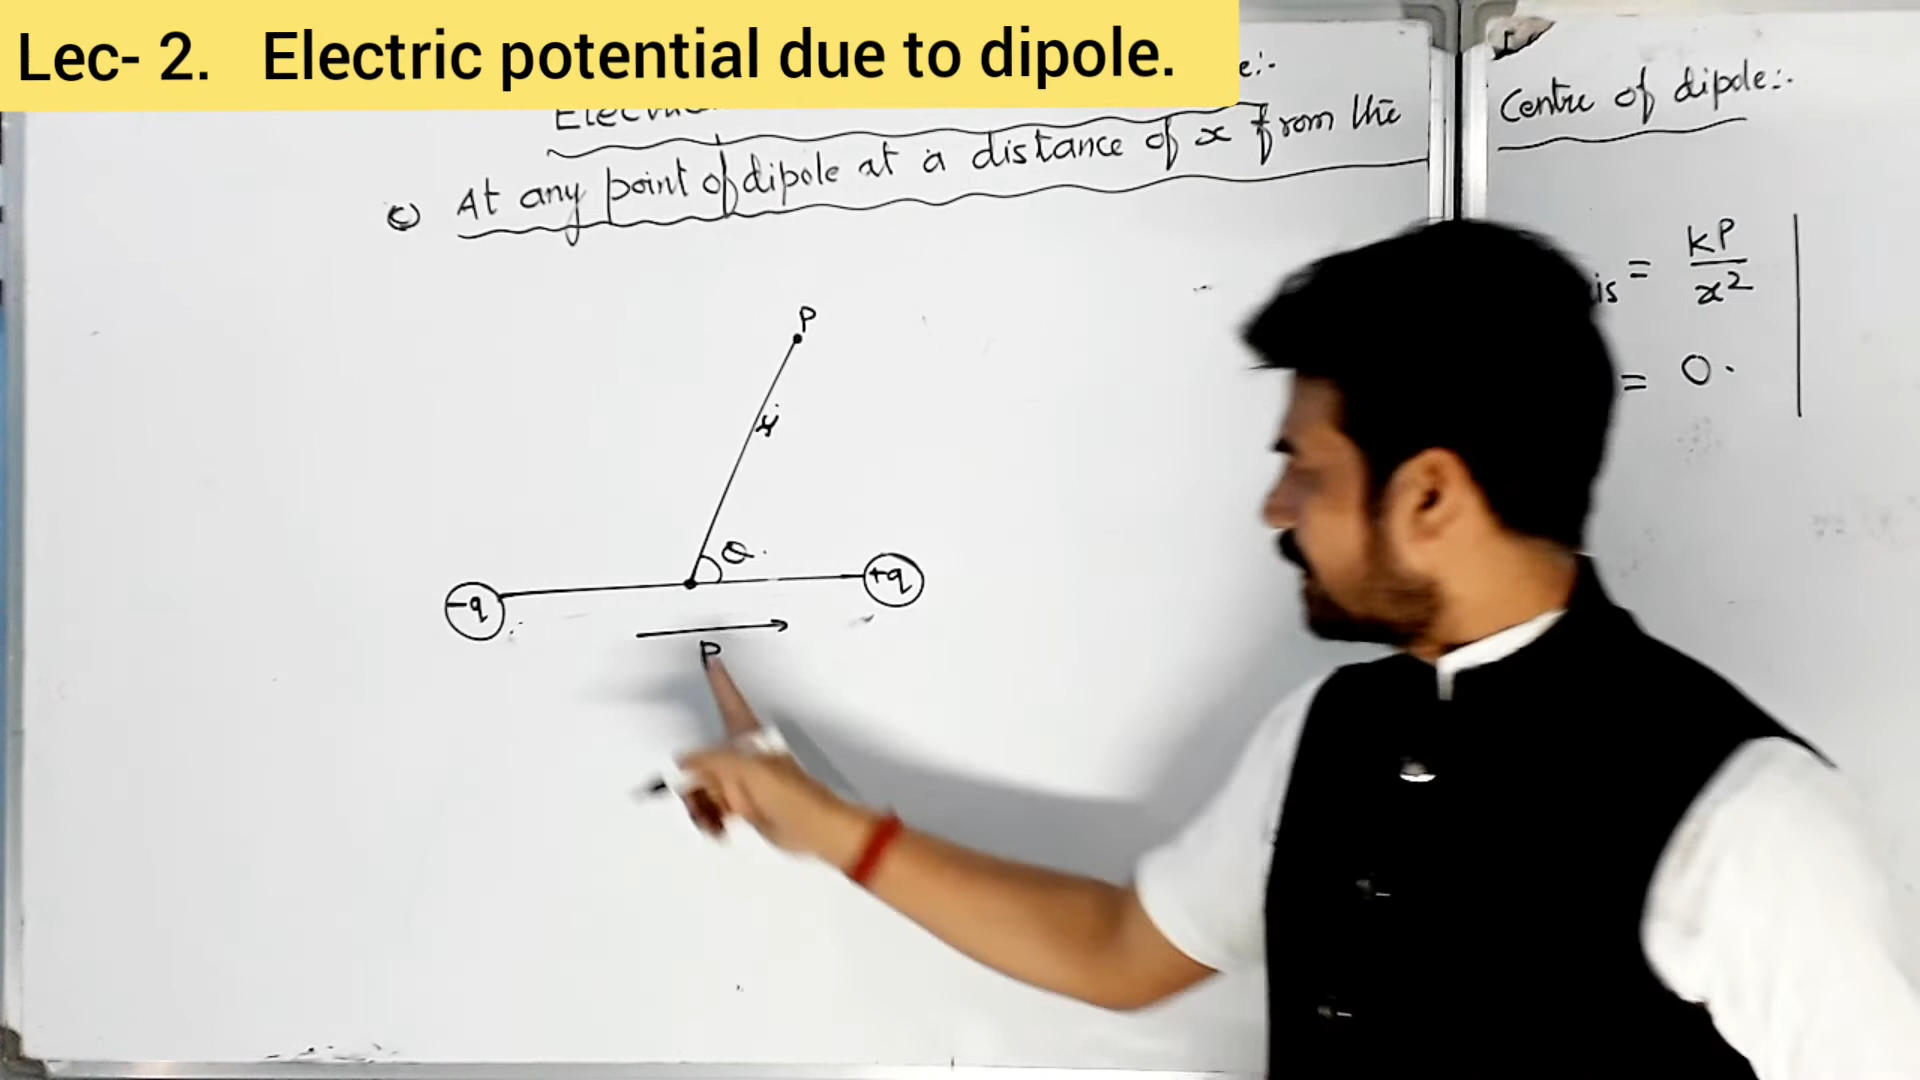 Lec- 2. Electric potential due to dipole.
e:-
c) At any point of dipole at a distance of x from the
Centre of dipole:-
is = kP/x²
= 0.
P
θ.
-q
+q
P